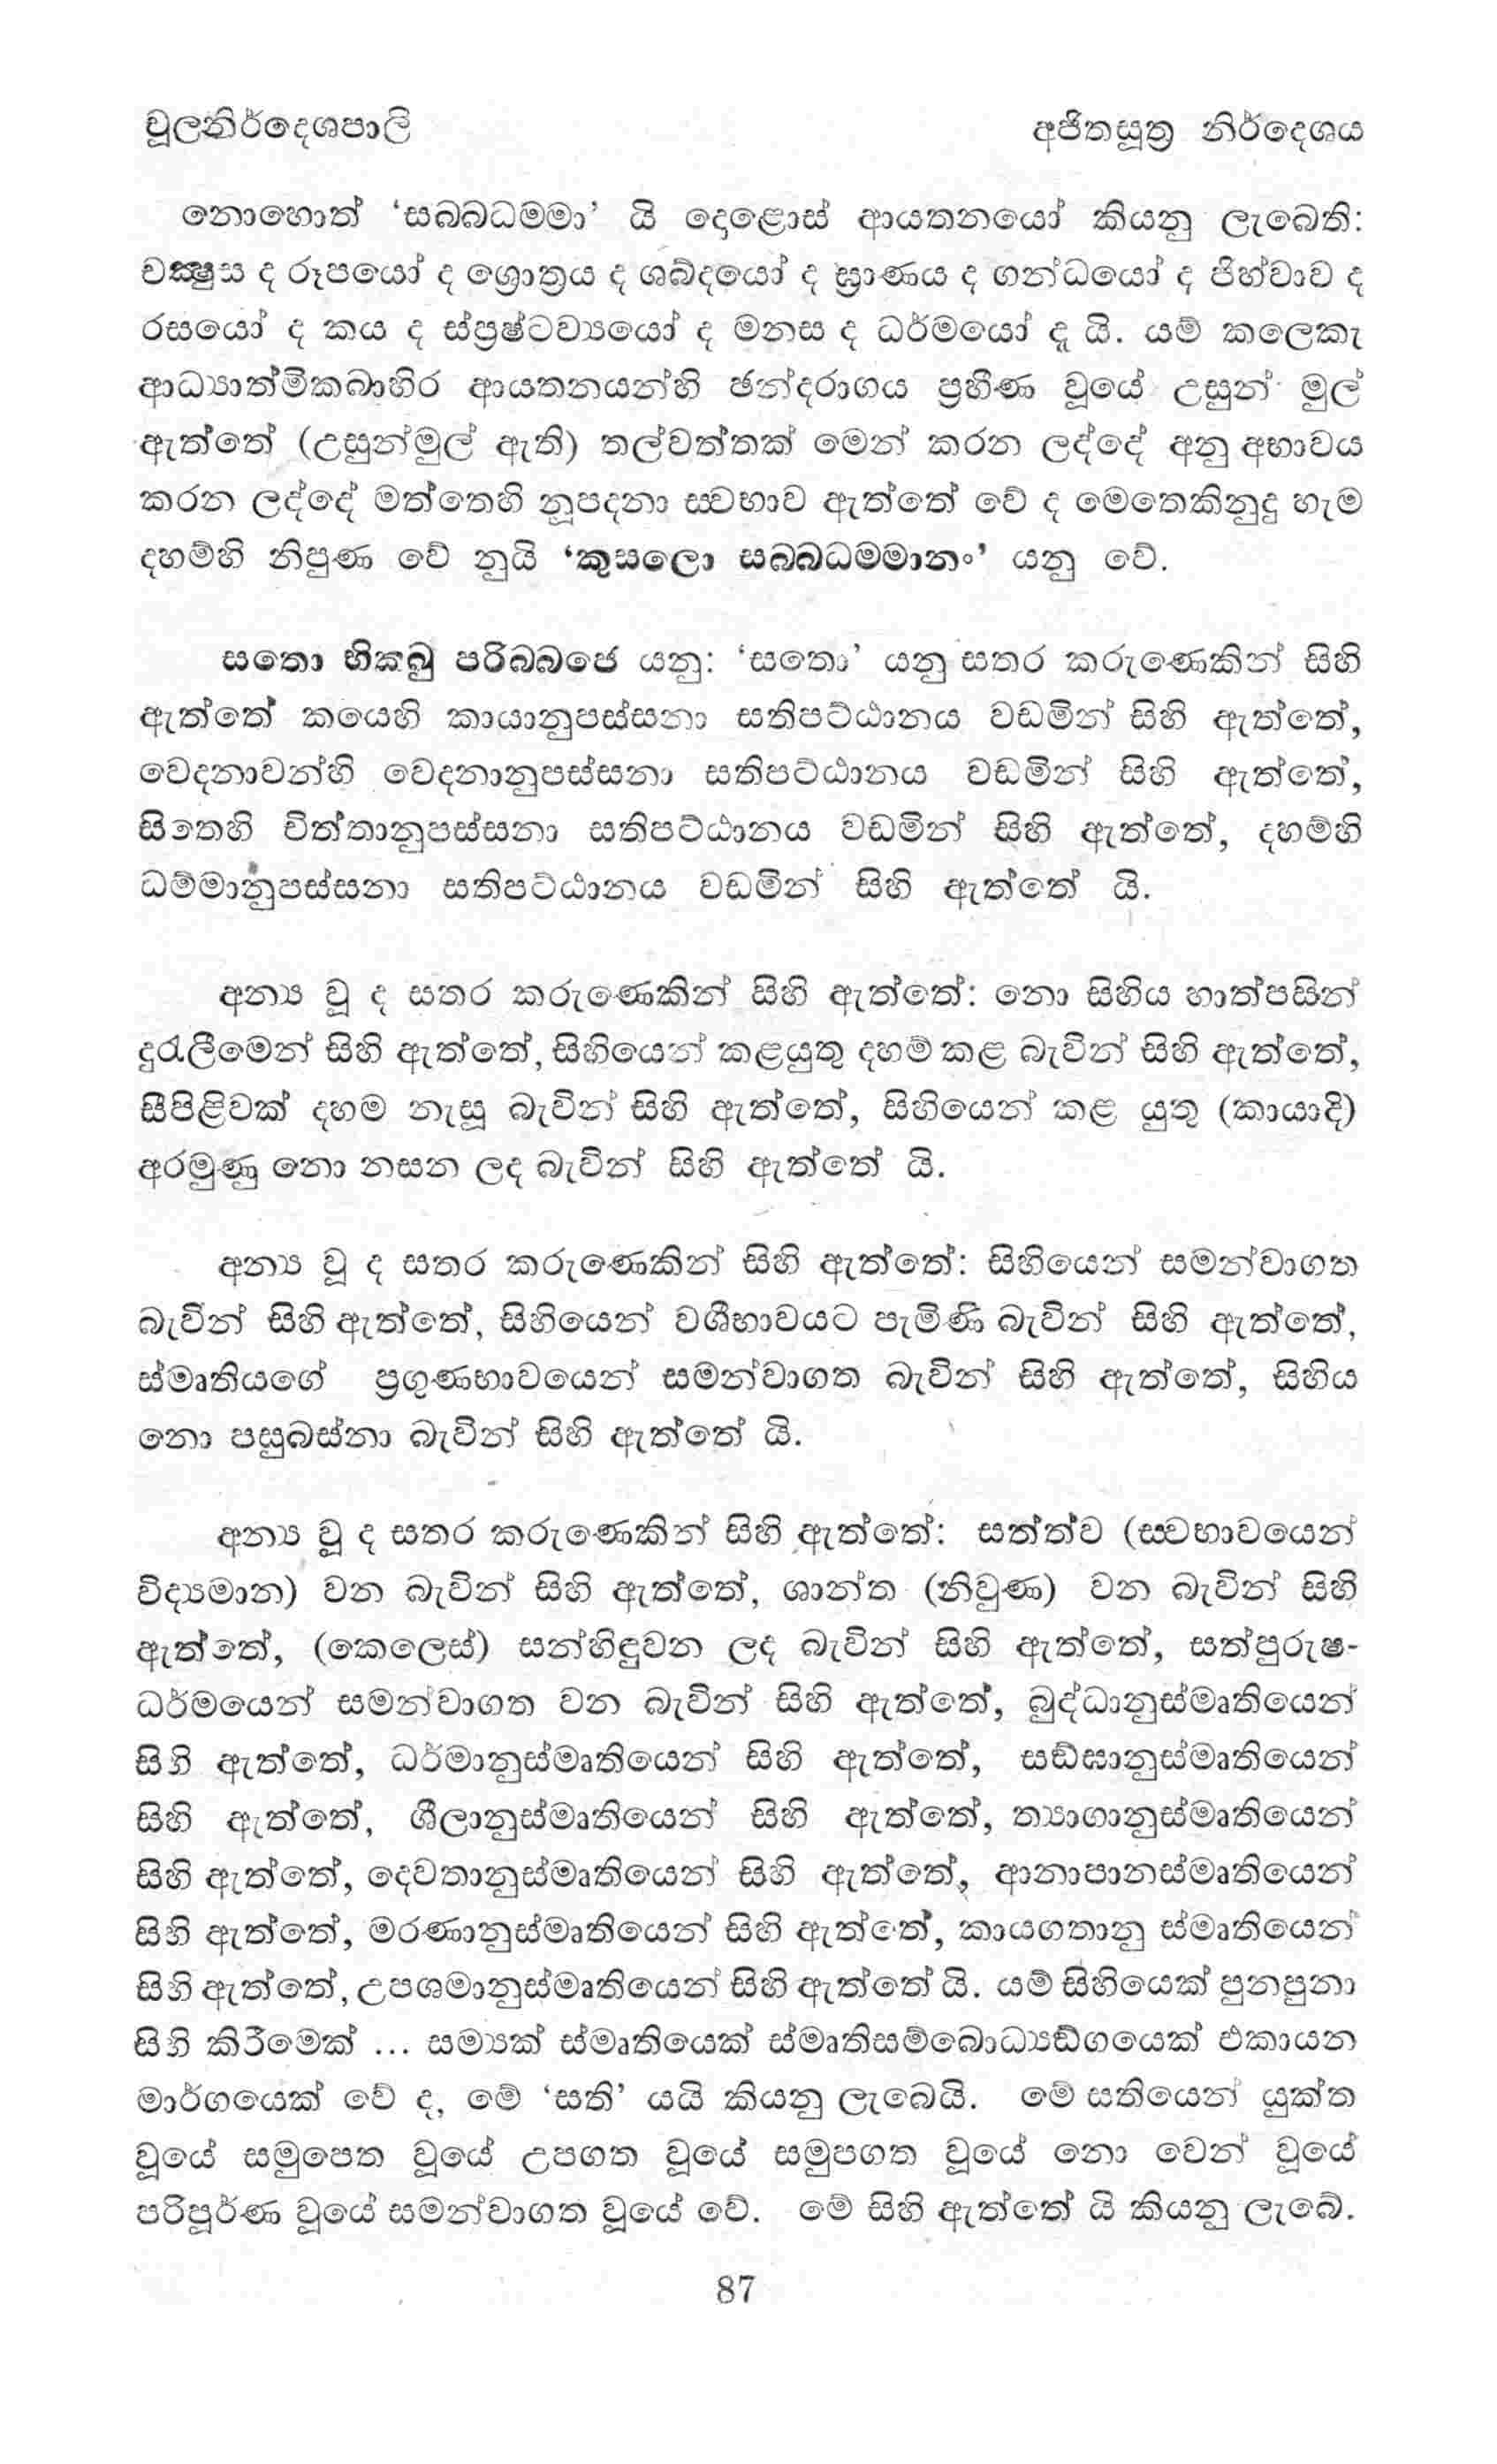 චූලනිර්දෙශපාලි
අජිතසූත්‍ර නිර්දෙශය
නොහොත් ‘සබ්බධම්මා’ යි දෙළොස් ආයතනයෝ කියනු ලැබෙති:
චක්‍ෂුස ද රූපයෝ ද ශ්‍රොත්‍රය ද ශබ්දයෝ ද ඝ්‍රාණය ද ගන්ධයෝ ද ජිහ්වාව ද
රසයෝ ද කය ද ස්ප්‍රෂ්ටව්‍යයෝ ද මනස ද ධර්මයෝ ද යි. යම් කලෙකැ
ආධ්‍යාත්මිකබාහිර ආයතනයන්හි ඡන්දරාගය ප්‍රහීණ වූයේ උසුන් මුල්
ඇත්තේ (උසුන්මුල් ඇති) තල්වත්තක් මෙන් කරන ලද්දේ අනු අභාවය
කරන ලද්දේ මත්තෙහි නූපදනා ස්වභාව ඇත්තේ වේ ද මෙතෙකිනුදු හැම
දහම්හි නිපුණ වේ නුයි ‘කුසලො සබ්බධම්මානං’ යනු වේ.
සතො භික්ඛු පරිබ්බජෙ යනු: ‘සතො’ යනු සතර කරුණෙකින් සිහි
ඇත්තේ කයෙහි කායානුපස්සනා සතිපට්ඨානය වඩමින් සිහි ඇත්තේ,
වෙදනාවන්හි වෙදනානුපස්සනා සතිපට්ඨානය වඩමින් සිහි ඇත්තේ,
සිතෙහි චිත්තානුපස්සනා සතිපට්ඨානය වඩමින් සිහි ඇත්තේ, දහම්හි
ධම්මානුපස්සනා සතිපට්ඨානය වඩමින් සිහි ඇත්තේ යි.
අන්‍ය වූ ද සතර කරුණෙකින් සිහි ඇත්තේ: නො සිහිය හාත්පසින්
දුරැලීමෙන් සිහි ඇත්තේ, සිහියෙන් කළයුතු දහම් කළ බැවින් සිහි ඇත්තේ,
සීපිළිවක් දහම නැසූ බැවින් සිහි ඇත්තේ, සිහියෙන් කළ යුතු (කායාදි)
අරමුණු නො නසන ලද බැවින් සිහි ඇත්තේ යි.
අන්‍ය වූ ද සතර කරුණෙකින් සිහි ඇත්තේ: සිහියෙන් සමන්වාගත
බැවින් සිහි ඇත්තේ, සිහියෙන් වශීභාවයට පැමිණි බැවින් සිහි ඇත්තේ,
ස්මෘතියගේ ප්‍රගුණභාවයෙන් සමන්වාගත බැවින් සිහි ඇත්තේ, සිහිය
නො පසුබස්නා බැවින් සිහි ඇත්තේ යි.
අන්‍ය වූ ද සතර කරුණෙකින් සිහි ඇත්තේ: සත්ත්ව (ස්වභාවයෙන්
විද්‍යමාන) වන බැවින් සිහි ඇත්තේ, ශාන්ත (නිවුණ) වන බැවින් සිහි
ඇත්තේ, (කෙලෙස්) සන්හිඳුවන ලද බැවින් සිහි ඇත්තේ, සත්පුරුෂ-
ධර්මයෙන් සමන්වාගත වන බැවින් සිහි ඇත්තේ, බුද්ධානුස්මෘතියෙන්
සිහි ඇත්තේ, ධර්මානුස්මෘතියෙන් සිහි ඇත්තේ, සඞ්ඝානුස්මෘතියෙන්
සිහි ඇත්තේ, ශීලානුස්මෘතියෙන් සිහි ඇත්තේ, ත්‍යාගානුස්මෘතියෙන්
සිහි ඇත්තේ, දෙවතානුස්මෘතියෙන් සිහි ඇත්තේ, ආනාපානස්මෘතියෙන්
සිහි ඇත්තේ, මරණානුස්මෘතියෙන් සිහි ඇත්තේ, කායගතානු ස්මෘතියෙන්
සිහි ඇත්තේ, උපශමානුස්මෘතියෙන් සිහි ඇත්තේ යි. යම් සිහියෙක් පුනපුනා
සිහි කිරීමෙක් ... සම්‍යක් ස්මෘතියෙක් ස්මෘතිසම්බොධ්‍යඞ්ගයෙක් එකායන
මාර්ගයෙක් වේ ද, මේ ‘සති’ යයි කියනු ලැබෙයි. මේ සතියෙන් යුක්ත
වූයේ සමුපෙත වූයේ උපගත වූයේ සමුපගත වූයේ නො වෙන් වූයේ
පරිපූර්ණ වූයේ සමන්වාගත වූයේ වේ. මේ සිහි ඇත්තේ යි කියනු ලැබේ.
87